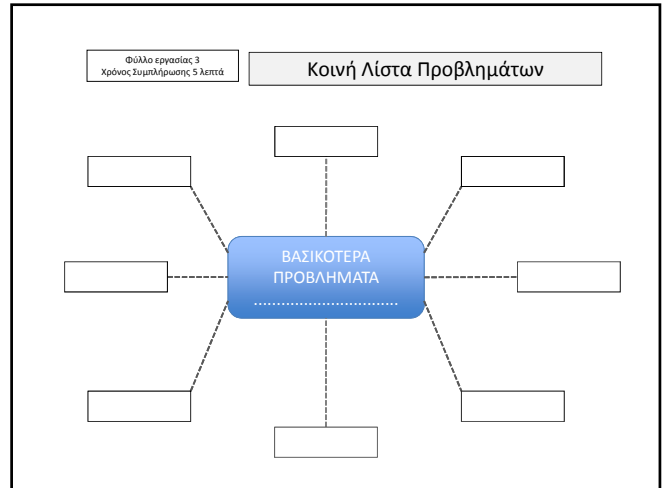 Φύλλο εργασίας 3
Χρόνος Συμπλήρωσης 5 λεπτά
Κοινή Λίστα Προβλημάτων
ΒΑΣΙΚΟΤΕΡΑ
ΠΡΟΒΛΗΜΑΤΑ
................................